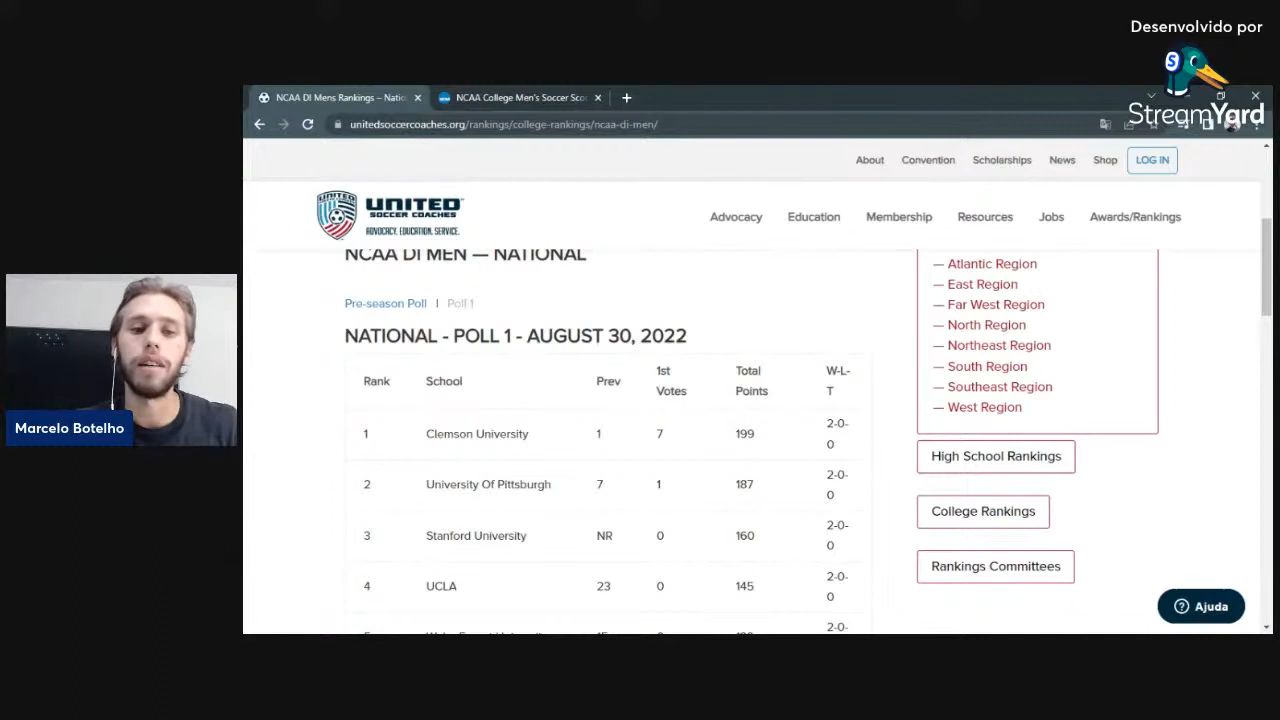 Desenvolvido por
StreamYard
NCAA DI Mens Rankings – Natio
NCAA College Men's Soccer Sco
unitedsoccercoaches.org/rankings/college-rankings/ncaa-di-men/
About Convention Scholarships News Shop LOG IN
UNITED
SOCCER COACHES
ADVOCACY. EDUCATION. SERVICE.
Advocacy Education Membership Resources Jobs Awards/Rankings
NCAA DI MEN — NATIONAL
Pre-season Poll | Poll 1
NATIONAL - POLL 1 - AUGUST 30, 2022
Rank School Prev 1st Votes Total Points W-L-T
1 Clemson University 1 7 199 2-0-0
2 University Of Pittsburgh 7 1 187 2-0-0
3 Stanford University NR 0 160 2-0-0
4 UCLA 23 0 145 2-0-0
2-0-
— Atlantic Region
— East Region
— Far West Region
— North Region
— Northeast Region
— South Region
— Southeast Region
— West Region
High School Rankings
College Rankings
Rankings Committees
Ajuda
Marcelo Botelho